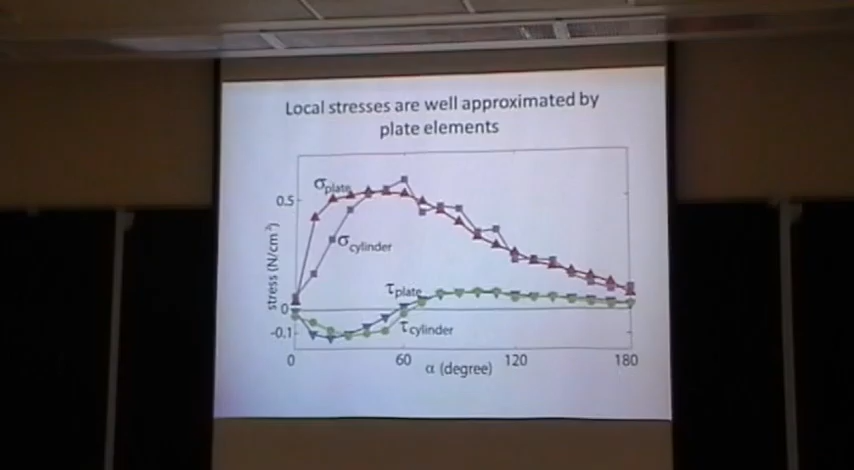 Local stresses are well approximated by
plate elements
σplate
0.5
σcylinder
stress (N/cm²)
τplate
0
τcylinder
-0.1
0 60 120 180
α (degree)